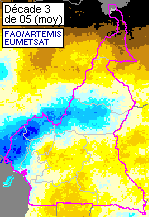 Décade 3
de 05 (moy)
FAO/ARTEMIS
EUMETSAT